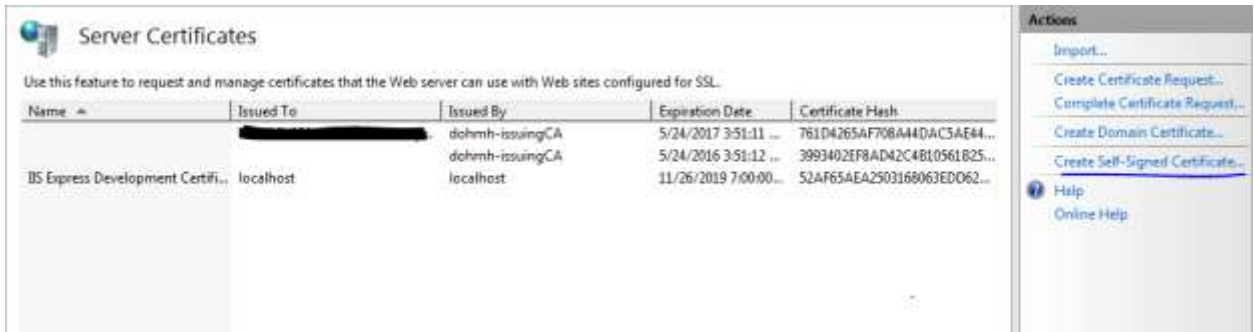 Server Certificates
Use this feature to request and manage certificates that the Web server can use with Web sites configured for SSL.
Name Issued To Issued By Expiration Date Certificate Hash
dohmh-issuingCA 5/24/2017 3:51:11 ... 761D4265AF708A44DAC5AE44...
dohmh-issuingCA 5/24/2016 3:51:12 ... 3993402EF8AD42C4B10561B25...
IIS Express Development Certifi... localhost localhost 11/26/2019 7:00:00... 52AF65AEA2503168063EDD62...
Actions
Import...
Create Certificate Request...
Complete Certificate Request...
Create Domain Certificate...
Create Self-Signed Certificate...
Help
Online Help